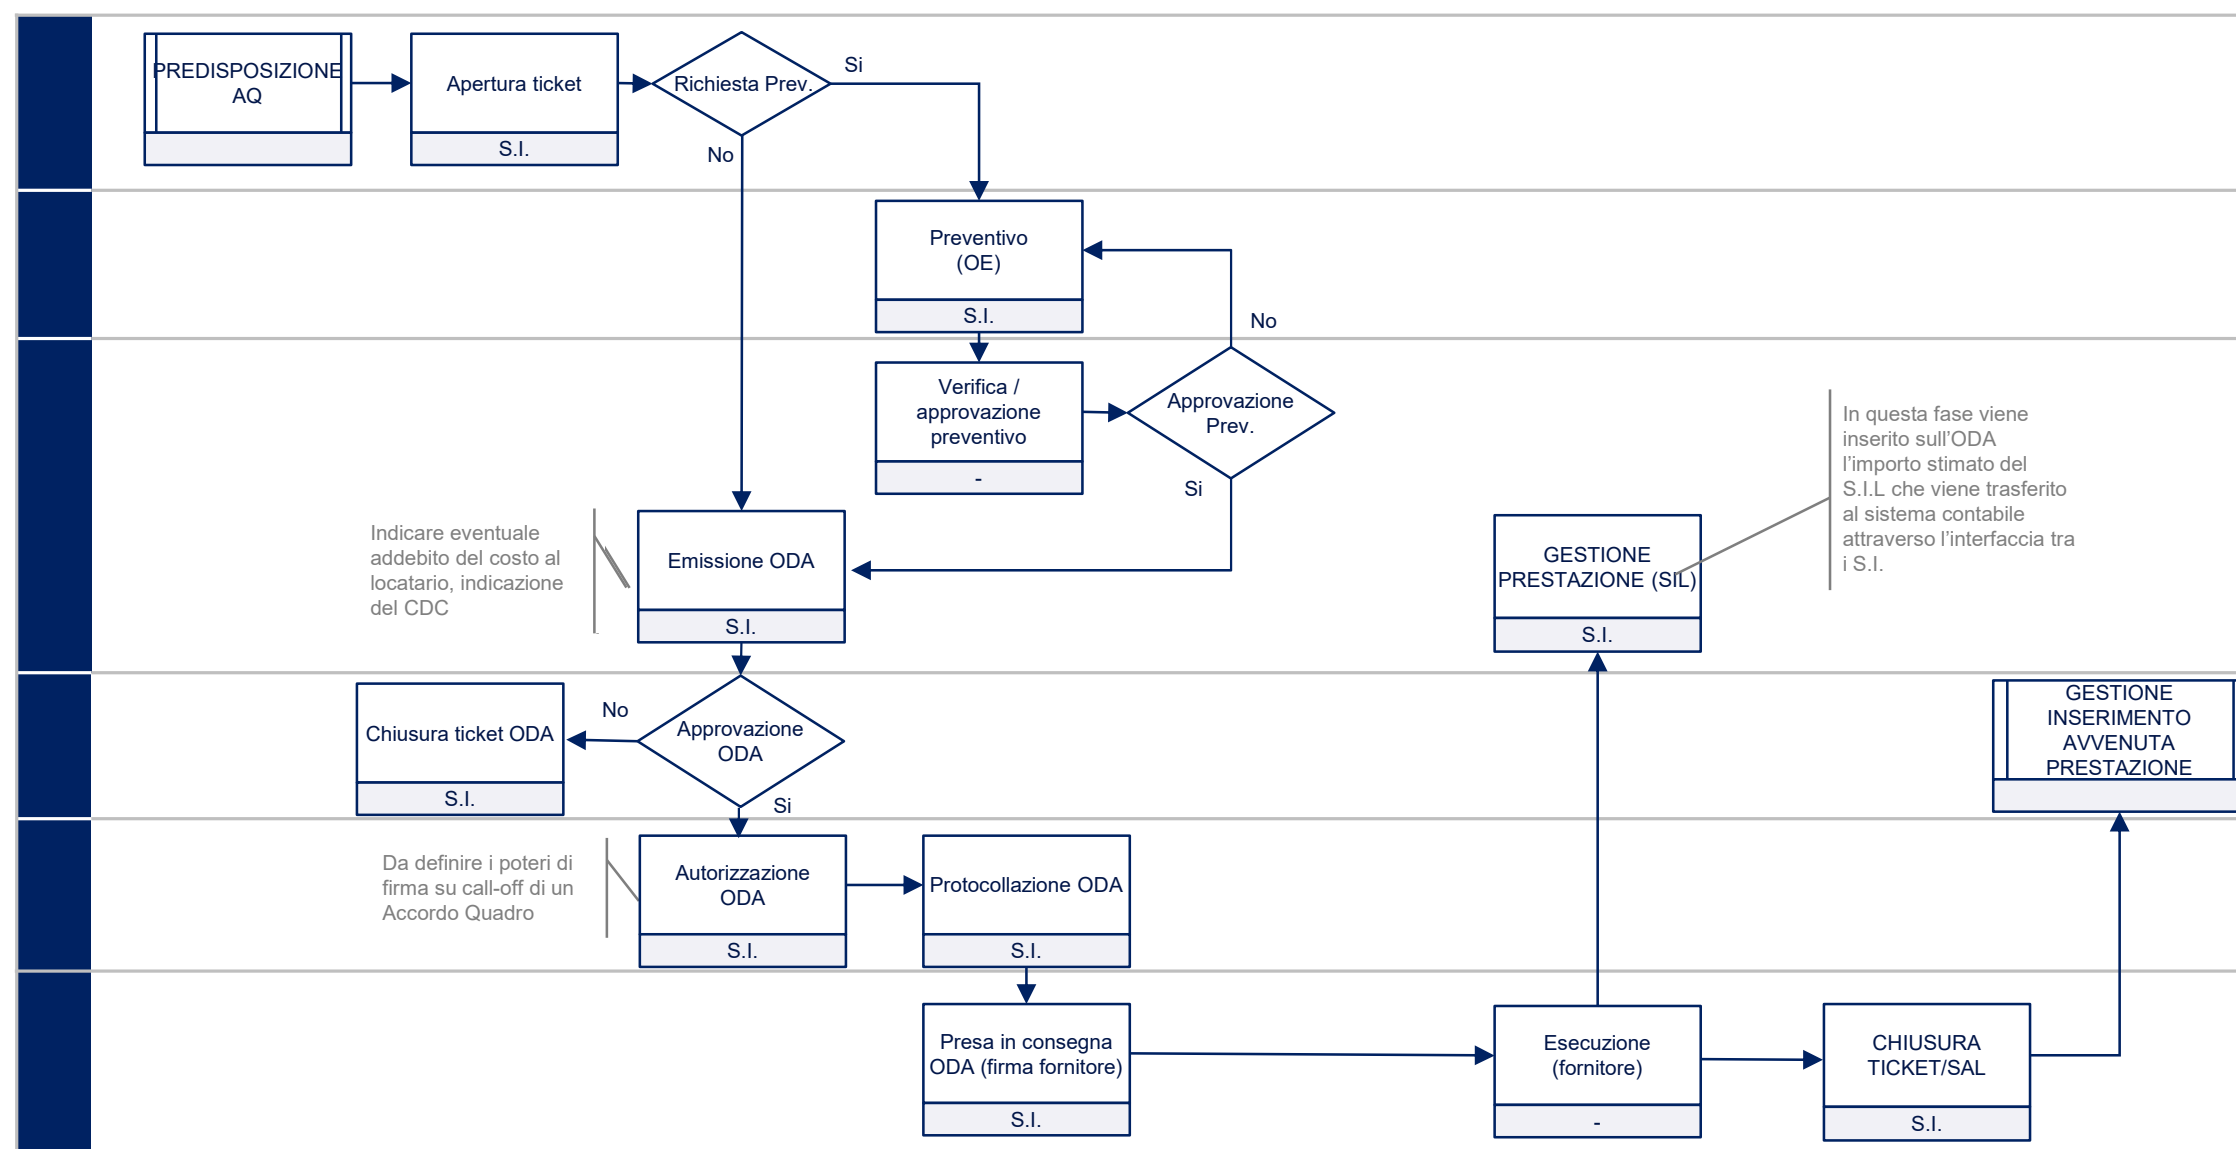 PREDISPOSIZIONE
AQ
Apertura ticket
S.I.
Richiesta Prev.
Si
No
Preventivo
(OE)
S.I.
No
Verifica /
approvazione
preventivo
-
Approvazione
Prev.
Si
In questa fase viene
inserito sull'ODA
l'importo stimato del
S.I.L che viene trasferito
al sistema contabile
attraverso l'interfaccia tra
i S.I.
Indicare eventuale
addebito del costo al
locatario, indicazione
del CDC
Emissione ODA
S.I.
GESTIONE
PRESTAZIONE (SIL)
S.I.
Chiusura ticket ODA
S.I.
No
Approvazione
ODA
Si
GESTIONE
INSERIMENTO
AVVENUTA
PRESTAZIONE
Da definire i poteri di
firma su call-off di un
Accordo Quadro
Autorizzazione
ODA
S.I.
Protocollazione ODA
S.I.
Presa in consegna
ODA (firma fornitore)
S.I.
Esecuzione
(fornitore)
-
CHIUSURA
TICKET/SAL
S.I.